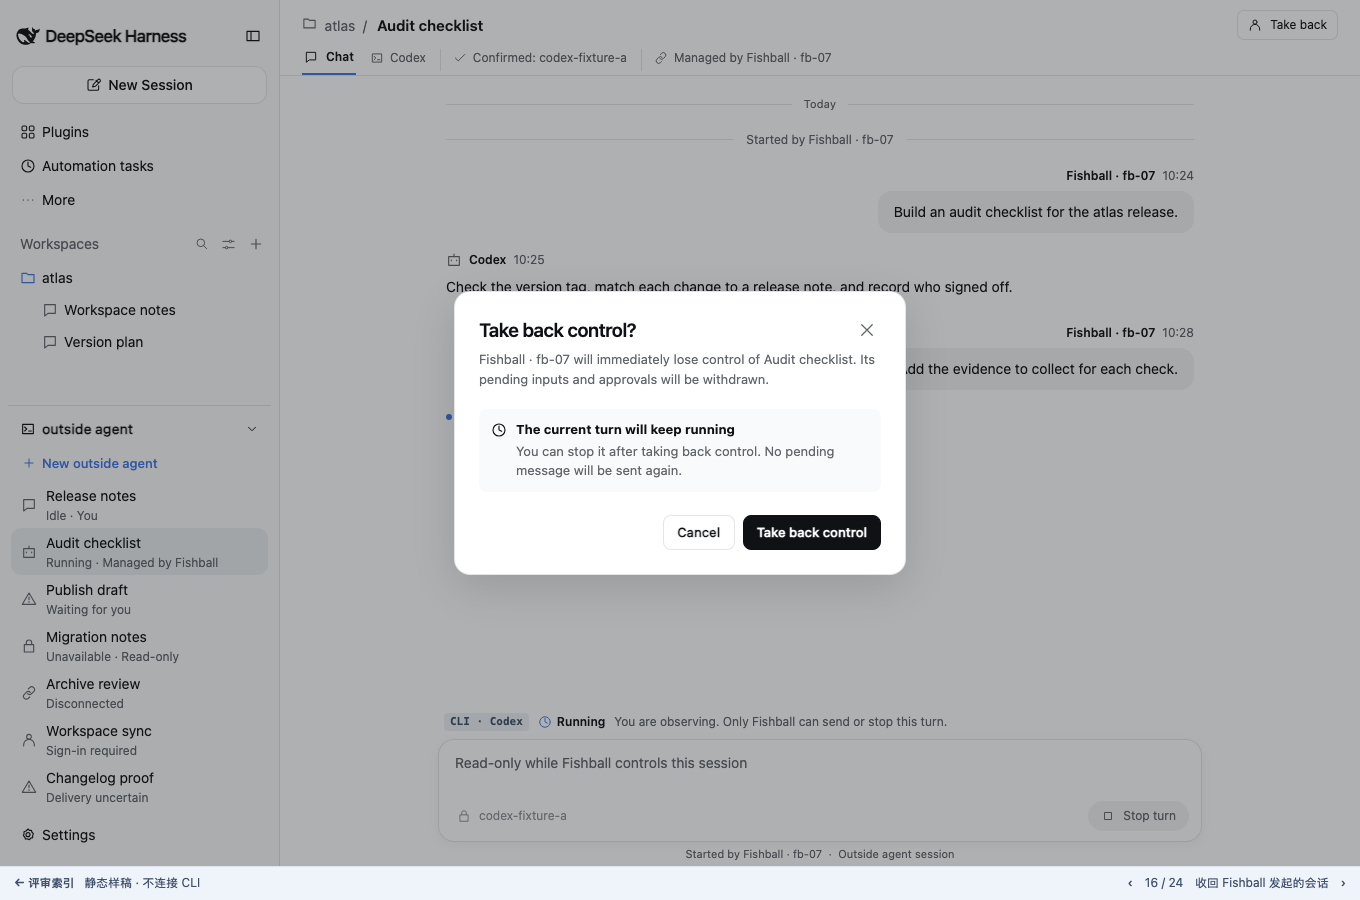 DeepSeek Harness
New Session
Plugins
Automation tasks
More
Workspaces
atlas
Workspace notes
Version plan
outside agent
New outside agent
Release notes
Idle · You
Audit checklist
Running · Managed by Fishball
Publish draft
Waiting for you
Migration notes
Unavailable · Read-only
Archive review
Disconnected
Workspace sync
Sign-in required
Changelog proof
Delivery uncertain
Settings
atlas / Audit checklist
Take back
Chat
Codex
Confirmed: codex-fixture-a
Managed by Fishball · fb-07
Today
Started by Fishball · fb-07
Fishball · fb-07 10:24
Build an audit checklist for the atlas release.
Codex 10:25
Check the version tag, match each change to a release note, and record who signed off.
Fishball · fb-07 10:28
Add the evidence to collect for each check.
Take back control?
Fishball · fb-07 will immediately lose control of Audit checklist. Its
pending inputs and approvals will be withdrawn.
The current turn will keep running
You can stop it after taking back control. No pending
message will be sent again.
Cancel
Take back control
CLI · Codex
Running
You are observing. Only Fishball can send or stop this turn.
Read-only while Fishball controls this session
codex-fixture-a
Stop turn
Started by Fishball · fb-07 · Outside agent session
← 评审索引 静态样稿 · 不连接 CLI
‹ 16 / 24 收回 Fishball 发起的会话 ›